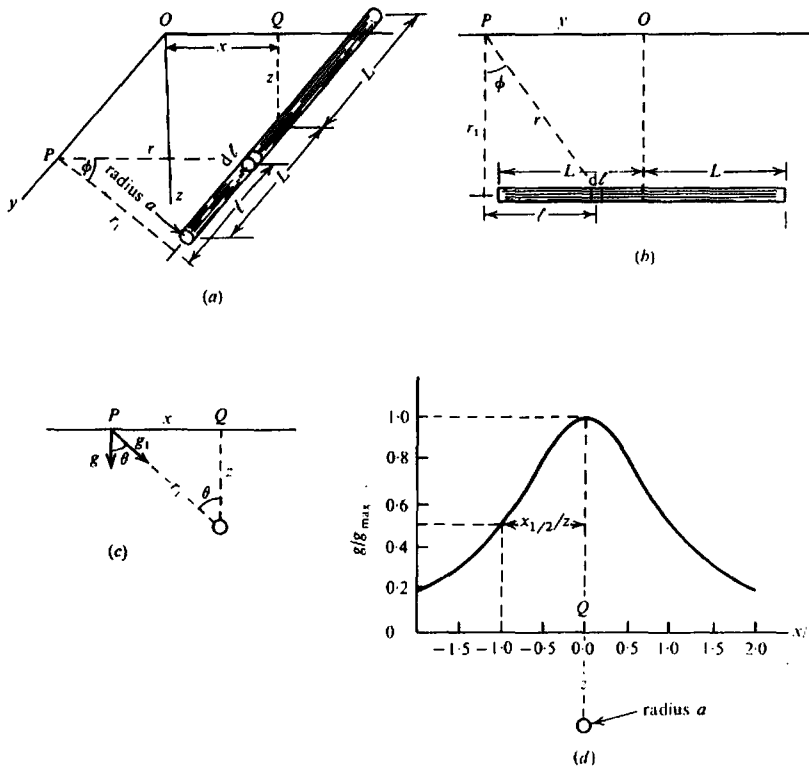 O
x
Q
z
L
P
r
dℓ
L
ϕ
radius a
z
ℓ
y
r₁
(a)
P
y
O
ϕ
r₁
r
L
dℓ
L
ℓ
(b)
P
x
Q
g₁
g
θ
r₁
θ
z
(c)
1·0
0·8
g/gmax
0·6
x1/2/z
0·4
0·2
Q
0
x/
−1·5 −1·0 −0·5 0·0 0·5 1·0 1·5 2.0
z
radius a
(d)